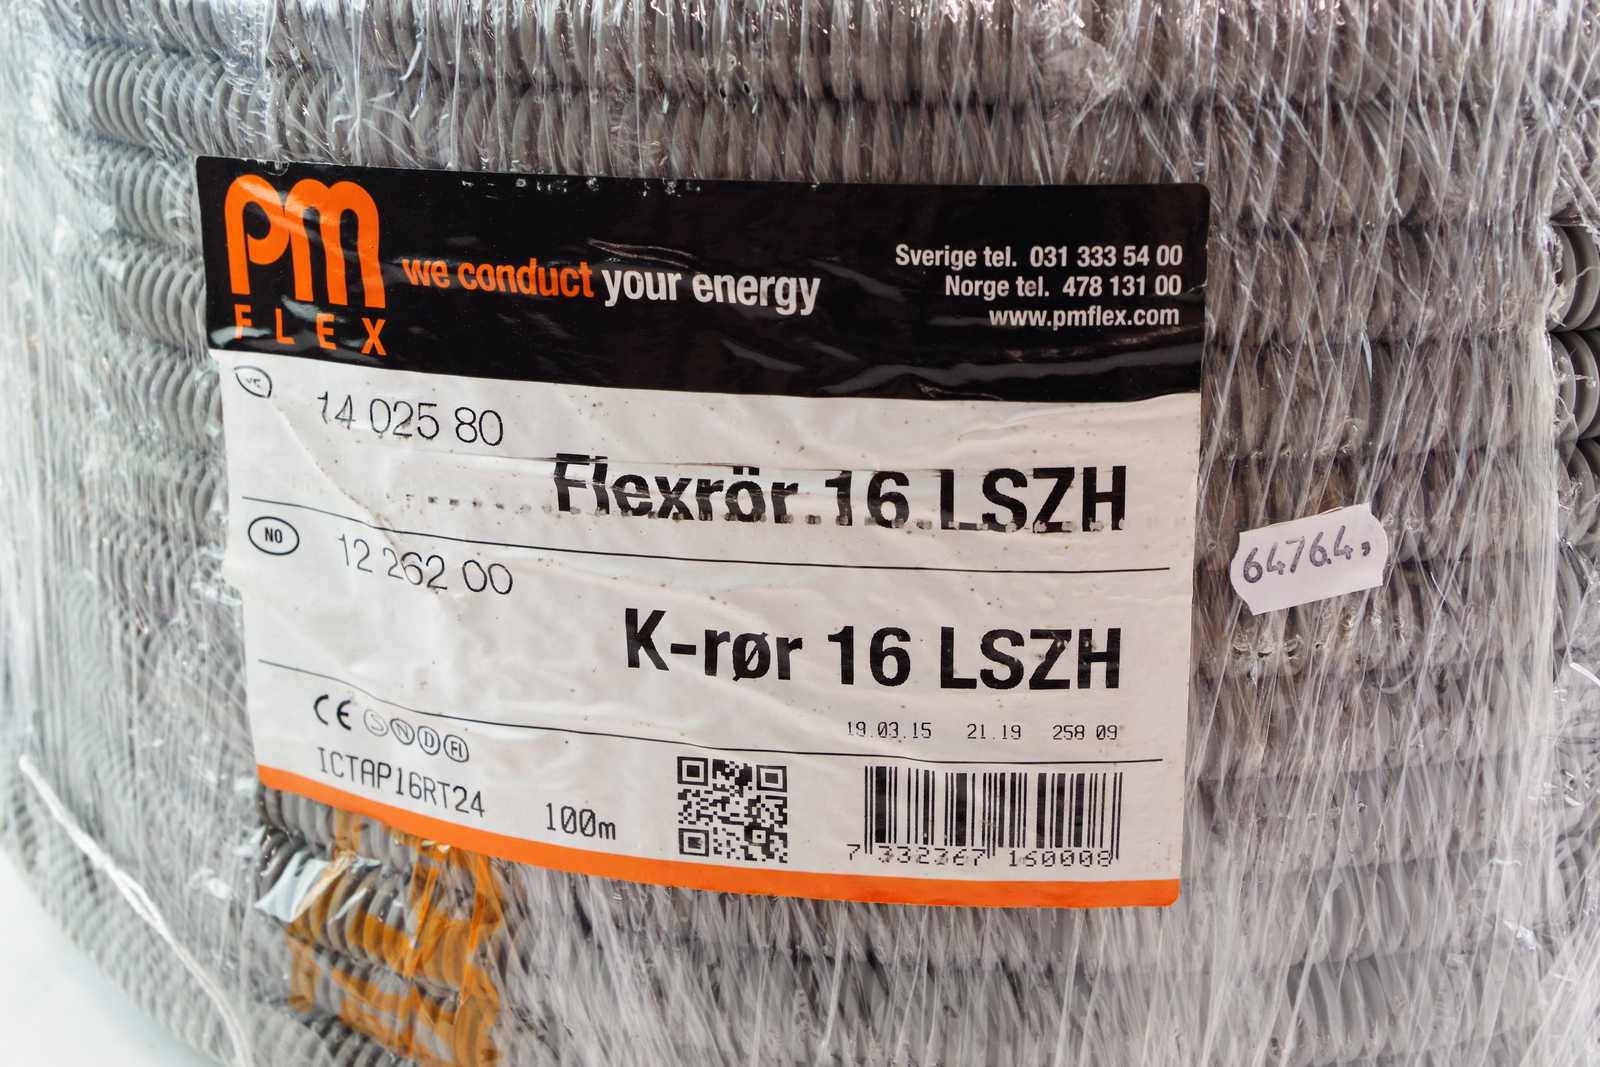 PM
FLEX
we conduct your energy
Sverige tel. 031 333 54 00
Norge tel. 478 131 00
www.pmflex.com
14 025 80
Flexrör 16 LSZH
NO
12 262 00
K-rør 16 LSZH
19.03.15 21.19 258 09
CE S N D FI
ICTAP16RT24 100m
7 332367 160008
64764,